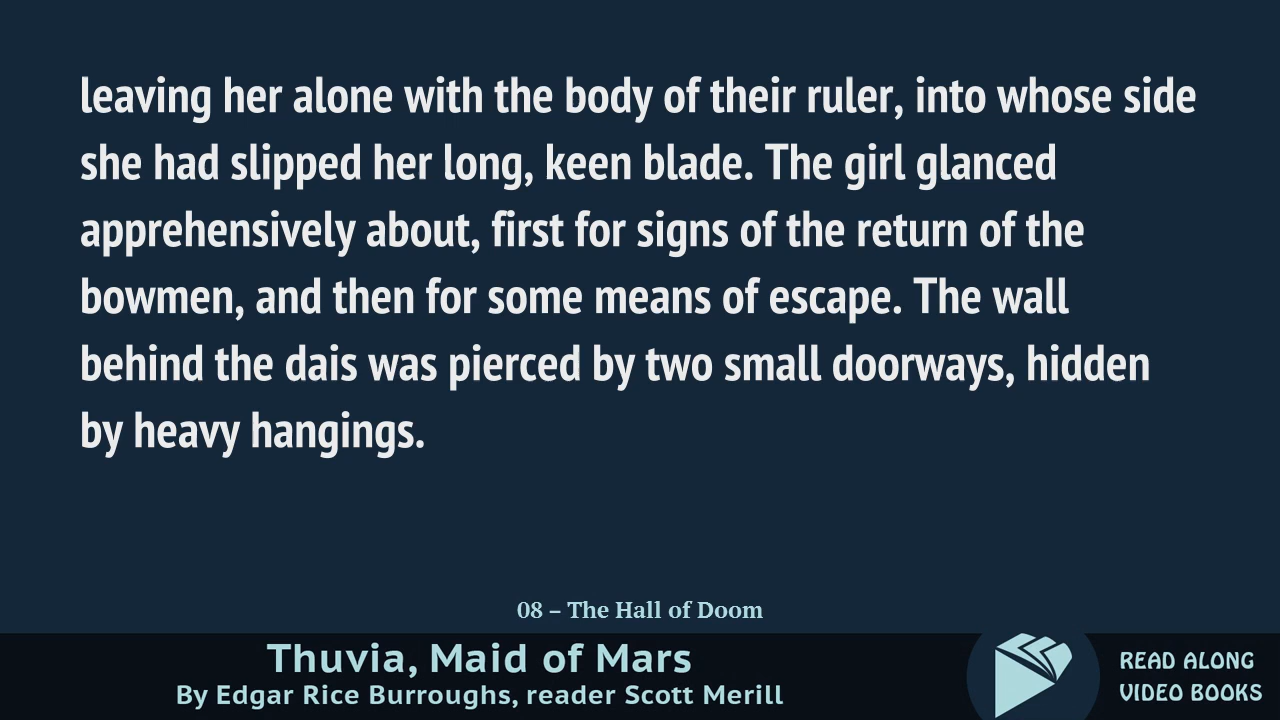 leaving her alone with the body of their ruler, into whose side
she had slipped her long, keen blade. The girl glanced
apprehensively about, first for signs of the return of the
bowmen, and then for some means of escape. The wall
behind the dais was pierced by two small doorways, hidden
by heavy hangings.
08 – The Hall of Doom
Thuvia, Maid of Mars
By Edgar Rice Burroughs, reader Scott Merill
READ ALONG
VIDEO BOOKS